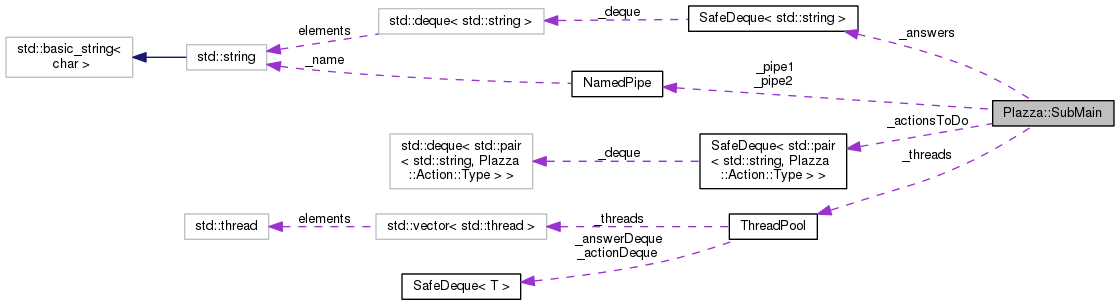 std::deque< std::string >
_deque
SafeDeque< std::string >
elements
_answers
std::basic_string<
char >
std::string
_name
NamedPipe
_pipe1
_pipe2
Plazza::SubMain
_actionsToDo
std::deque< std::pair
< std::string, Plazza
::Action::Type > >
_deque
SafeDeque< std::pair
< std::string, Plazza
::Action::Type > >
_threads
std::thread
elements
std::vector< std::thread >
_threads
ThreadPool
_answerDeque
_actionDeque
SafeDeque< T >